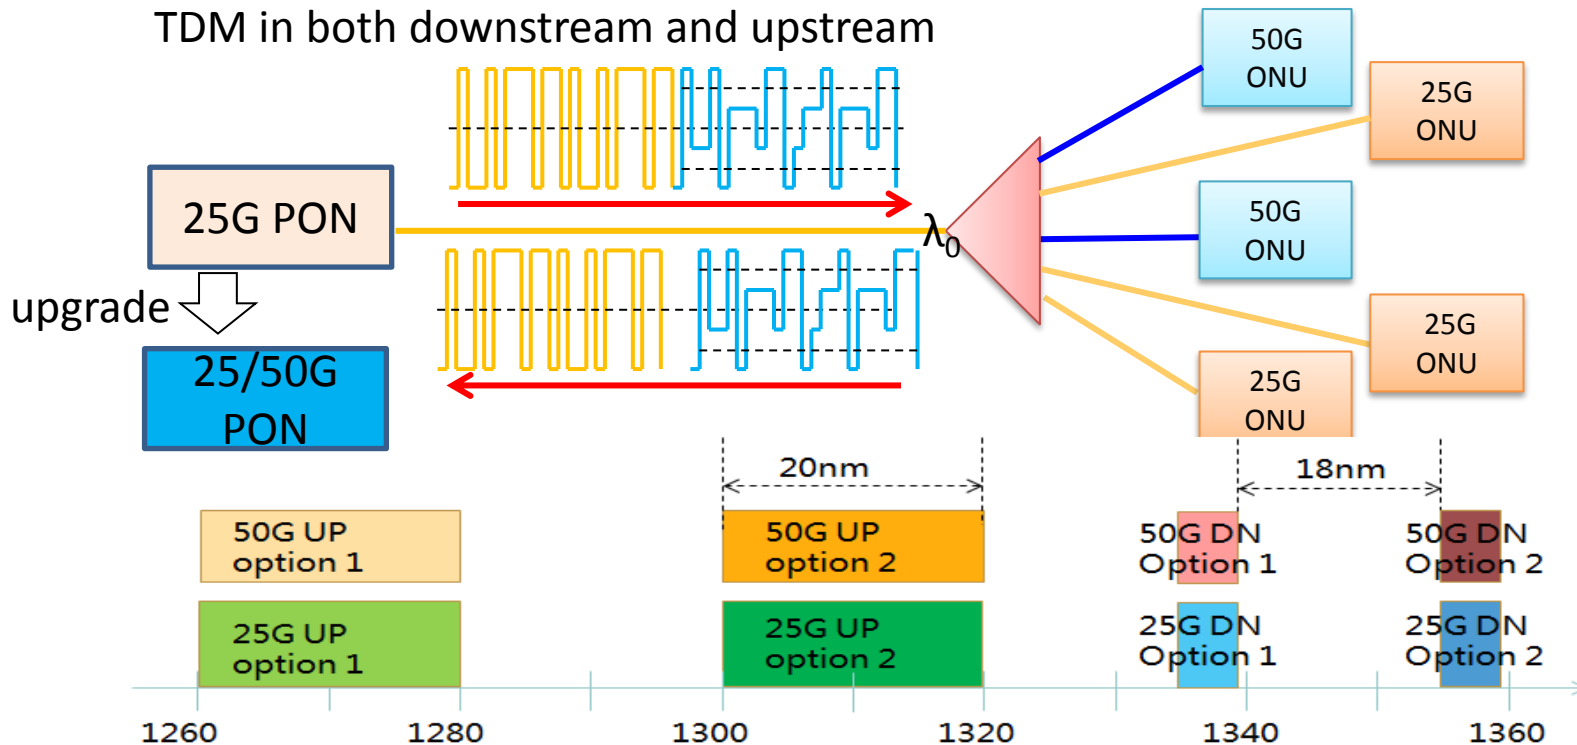 TDM in both downstream and upstream
50G
ONU
25G
ONU
25G PON
λ0
50G
ONU
upgrade
25/50G
PON
25G
ONU
25G
ONU
20nm
18nm
50G UP
option 1
50G UP
option 2
50G DN
Option 1
50G DN
Option 2
25G UP
option 1
25G UP
option 2
25G DN
Option 1
25G DN
Option 2
1260
1280
1300
1320
1340
1360